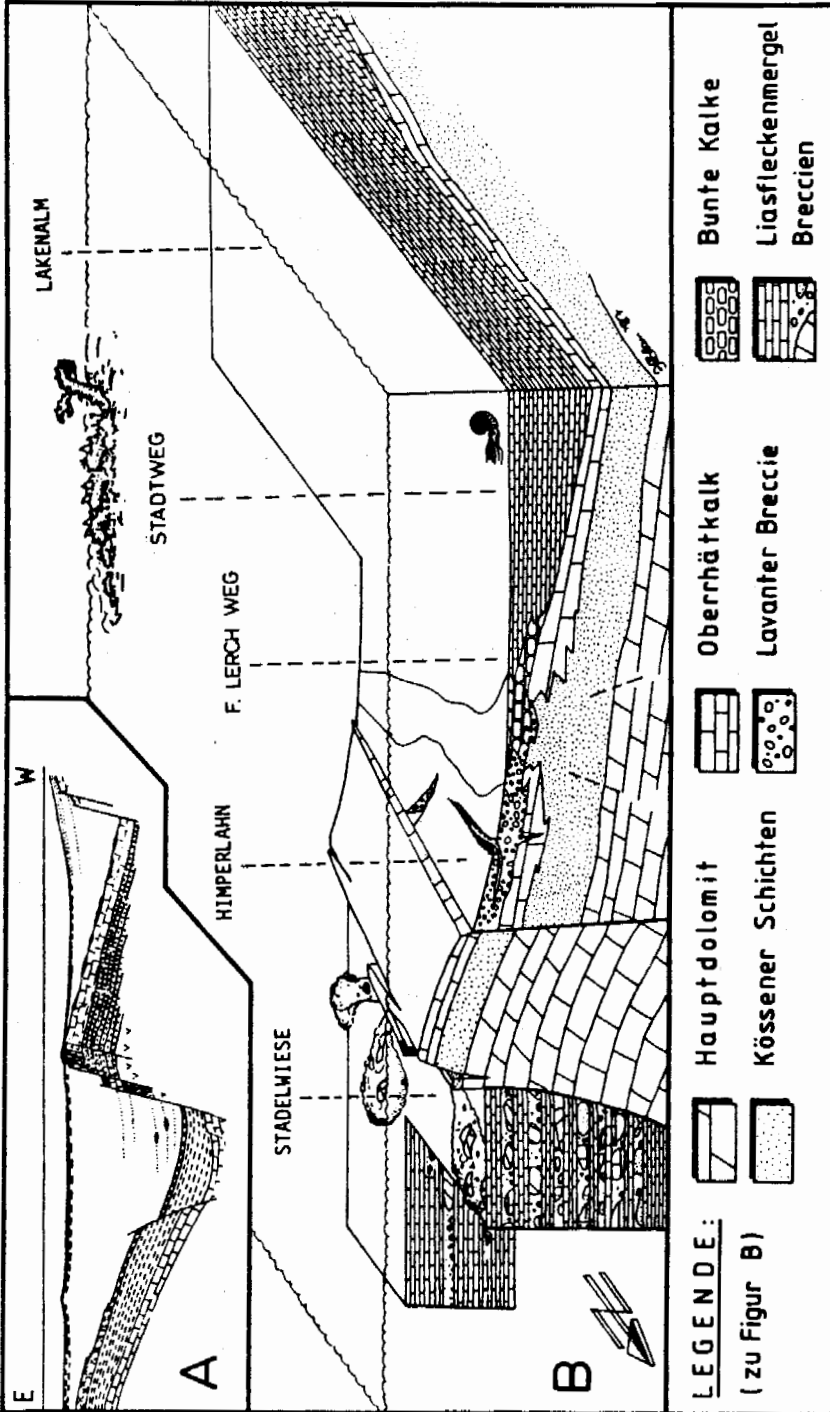 E
W
A
LAKENALM
STADTWEG
F. LERCH WEG
HIMPERLAHN
STADELWIESE
B
LEGENDE:
(zu Figur B)
Hauptdolomit
Kössener Schichten
Oberrhätkalk
Lavanter Breccie
Bunte Kalke
Liasfleckenmergel
Breccien